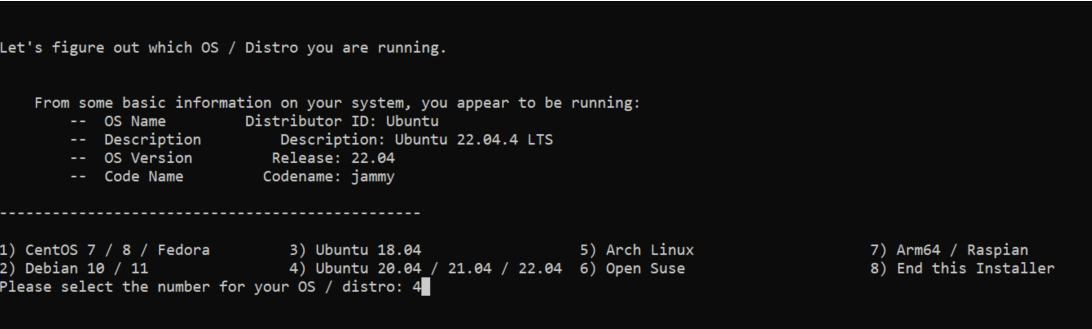 Let's figure out which OS / Distro you are running.
From some basic information on your system, you appear to be running:
-- OS Name Distributor ID: Ubuntu
-- Description Description: Ubuntu 22.04.4 LTS
-- OS Version Release: 22.04
-- Code Name Codename: jammy
------------------------------------------------
1) CentOS 7 / 8 / Fedora 3) Ubuntu 18.04 5) Arch Linux 7) Arm64 / Raspian
2) Debian 10 / 11 4) Ubuntu 20.04 / 21.04 / 22.04 6) Open Suse 8) End this Installer
Please select the number for your OS / distro: 4